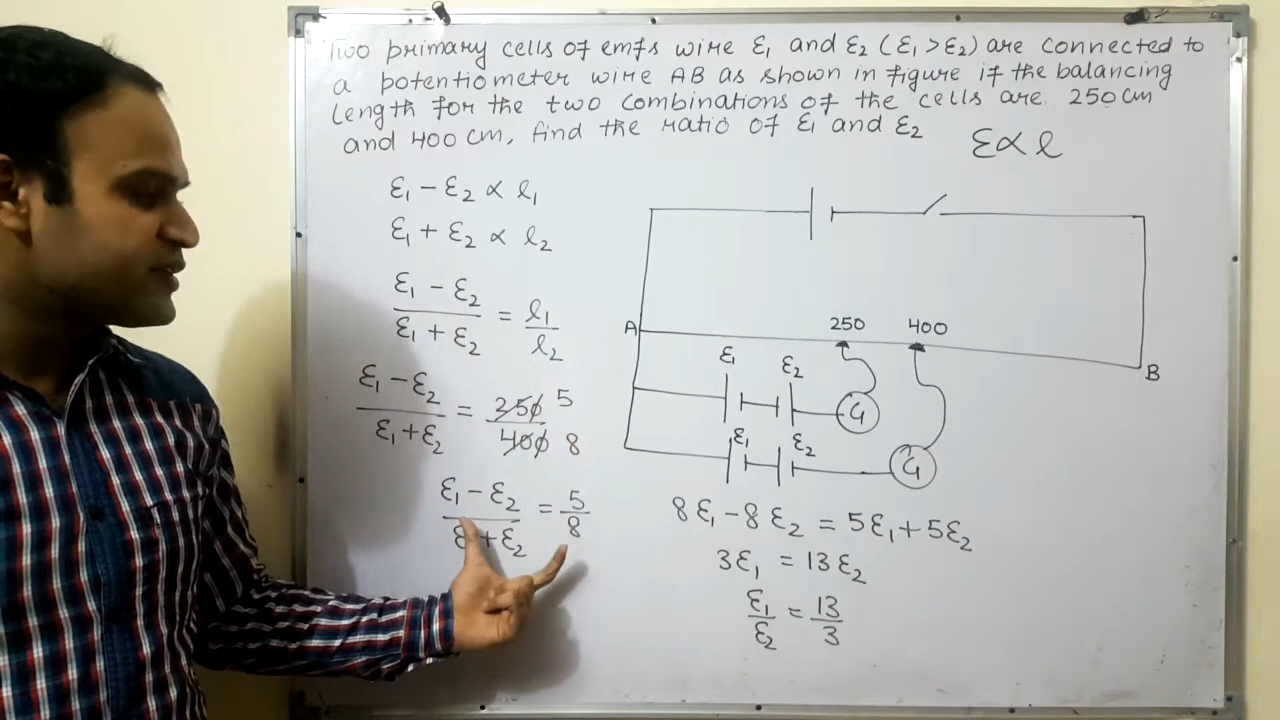 Two primary cells of emfs wire ε₁ and ε₂ (ε₁ > ε₂) are connected to
a potentiometer wire AB as shown in figure if the balancing
length for the two combinations of the cells are. 250 cm
and 400 cm, find the ratio of ε₁ and ε₂
ε ∝ l
ε₁ - ε₂ ∝ l₁
ε₁ + ε₂ ∝ l₂
ε₁ - ε₂ / ε₁ + ε₂ = l₁ / l₂
ε₁ - ε₂ / ε₁ + ε₂ = 250 / 400 5 8
ε₁ - ε₂ / ε + ε₂ = 5 / 8
A
250
400
B
ε₁
ε₂
G
ε₁
ε₂
G
8ε₁ - 8ε₂ = 5ε₁ + 5ε₂
3ε₁ = 13ε₂
ε₁ / ε₂ = 13 / 3